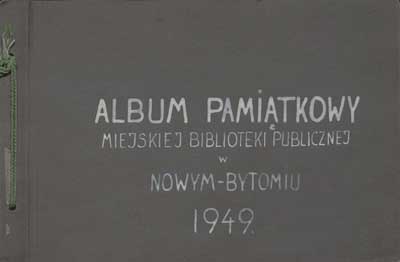 ALBUM PAMIĄTKOWY
MIEJSKIEJ BIBLIOTEKI PUBLICZNEJ
w
NOWYM-BYTOMIU
1949.